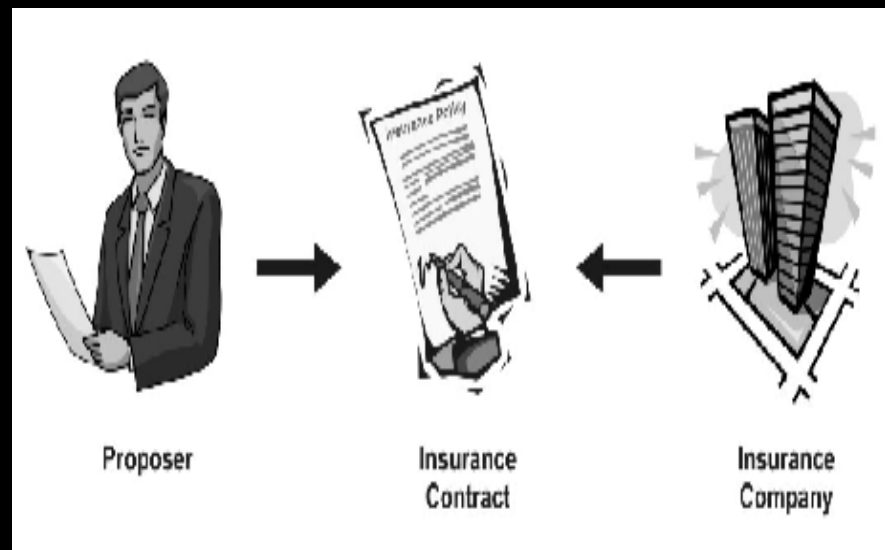 Insurance Policy
Proposer
Insurance
Contract
Insurance
Company